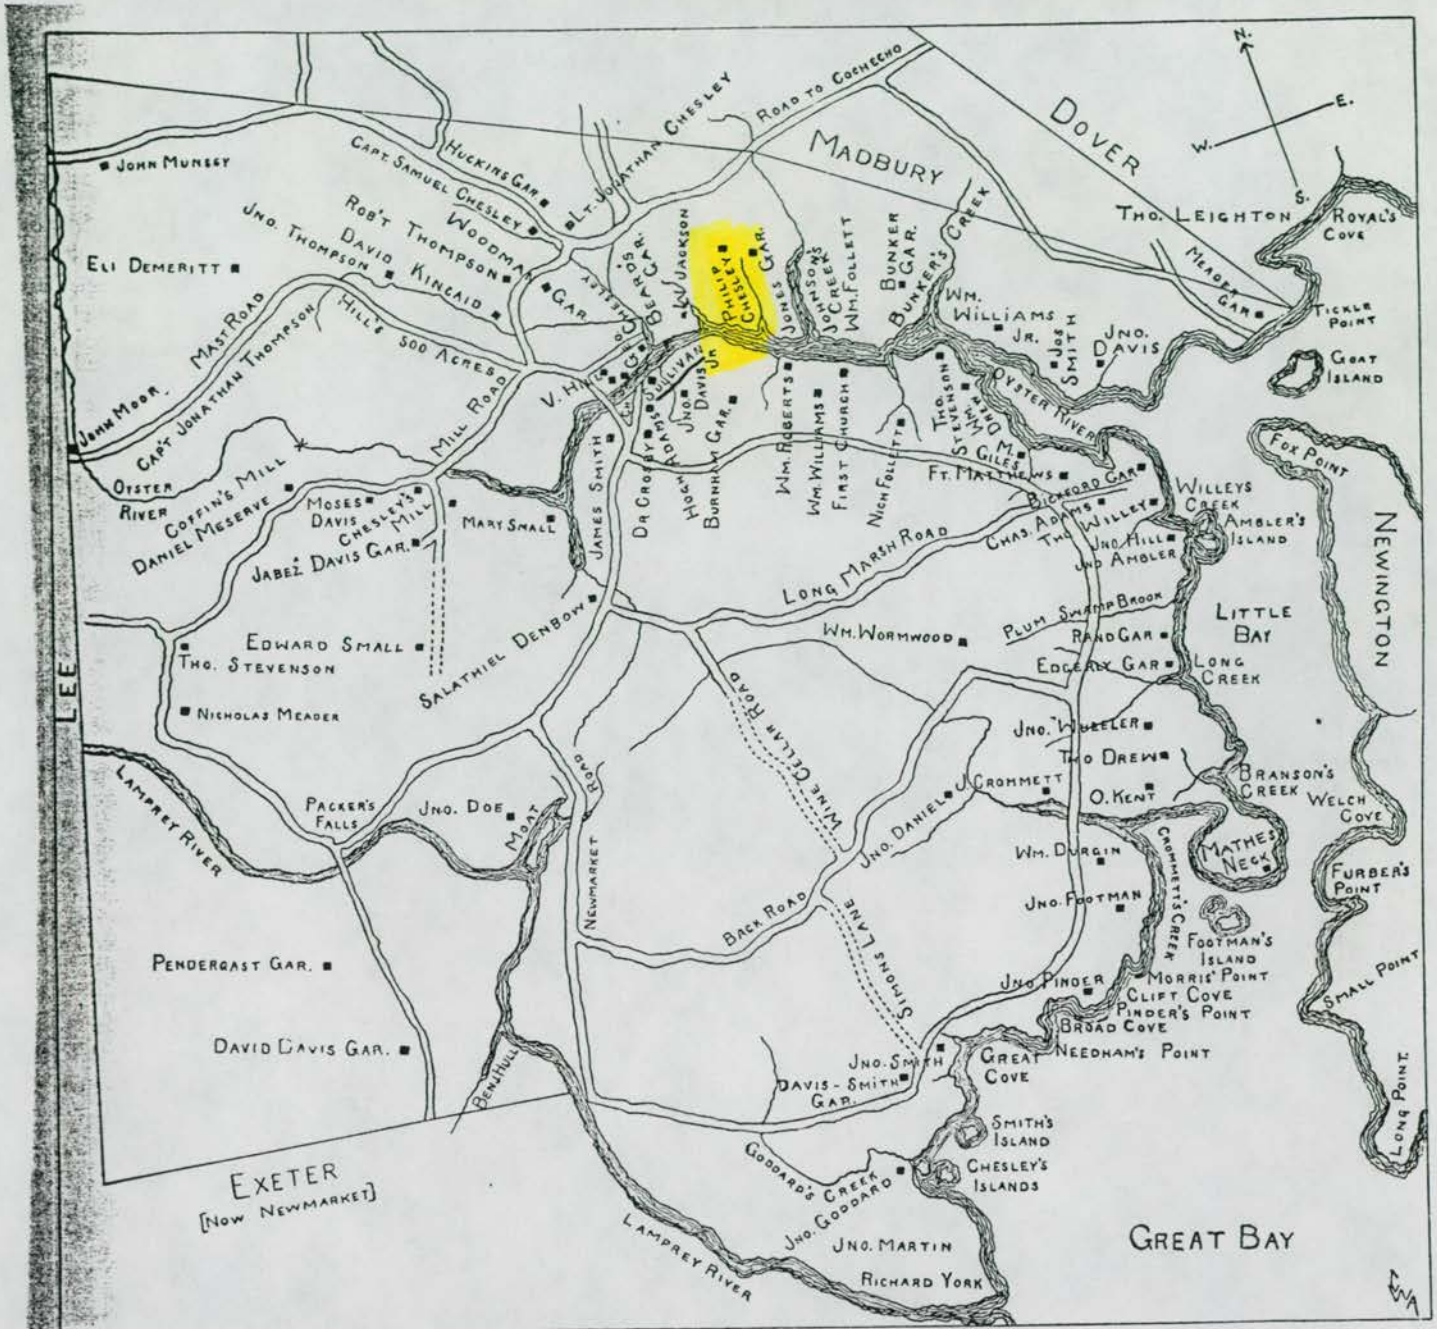 N.
E.
W.
S.
DOVER
MADBURY
ROAD TO COCHECHO
LT. JONATHAN CHESLEY
HUCKINS GAR.
CAPT. SAMUEL CHESLEY
JOHN MUNSEY
WOODMAN
GAR.
ROB'T THOMPSON
DAVID KINCAID
JNO. THOMPSON
ELI DEMERITT
MAST ROAD
HILL'S 500 ACRES
CAPT JONATHAN THOMPSON
JOHN MOOR.
BEARD'S
GAR.
W JACKSON
PHILIP
CHESLEY
JONES
GAR.
JOHNSON'S
CREEK
WM. FOLLETT
BUNKER
GAR.
BUNKER'S
CREEK
WM.
WILLIAMS
JR.
JOS
SMITH
JNO.
DAVIS
THO. LEIGHTON
ROYAL'S
COVE
MEADER
GAR
TICKLE POINT
GOAT
ISLAND
FOX POINT
NEWINGTON
OYSTER RIVER
V. HILL
SULLIVAN
JNO.
DAVIS
JR
MILL ROAD
OYSTER
RIVER
COFFIN'S MILL
DANIEL MESERVE
MOSES
DAVIS
CHESLEY'S
MILL
JABEZ DAVIS GAR.
MARY SMALL
JAMES SMITH
DR CROSBY
ADAMS
BURNHAM GAR.
WM. ROBERTS
WM. WILLIAMS
FIRST CHURCH
NICH FOLLETT
THO.
STEVENSON
WM.
DREW
M.
GILES
FT. MATTHEWS
BICKFORD GAR
CHAS. ADAMS
THO WILLEY
WILLEYS
CREEK
AMBLER'S
ISLAND
JNO. HILL
JNO AMBLER
LONG MARSH ROAD
PLUM SWAMP BROOK
WM. WORMWOOD
RAND GAR
EDGERLY GAR
LITTLE
BAY
LONG
CREEK
EDWARD SMALL
SALATHIEL DENBOW
THO. STEVENSON
LEE
NICHOLAS MEADER
LAMPREY RIVER
PACKER'S
FALLS
JNO. DOE
MOAT
NEWMARKET
ROAD
WINE CELLAR ROAD
JNO. WHEELER
THO DREW
O. KENT
J. CROMMETT
JNO. DANIEL
BRANSON'S
CREEK
WELCH
COVE
MATHES
NECK
FURBER'S
POINT
WM. DURGIN
JNO. FOOTMAN
CROMMETT'S CREEK
FOOTMAN'S
ISLAND
BACK ROAD
SIMONS LANE
SMALL POINT
PENDERGAST GAR.
DAVID DAVIS GAR.
BENJ HULL
JNO PINDER
MORRIS' POINT
CLIFT COVE
PINDER'S POINT
BROAD COVE
NEEDHAM'S POINT
GREAT
COVE
JNO. SMITH
DAVIS-SMITH
GAR.
SMITH'S
ISLAND
CHESLEY'S
ISLANDS
LONG POINT.
GODDARD'S CREEK
JNO. GODDARD
EXETER
[NOW NEWMARKET]
LAMPREY RIVER
JNO. MARTIN
RICHARD YORK
GREAT BAY